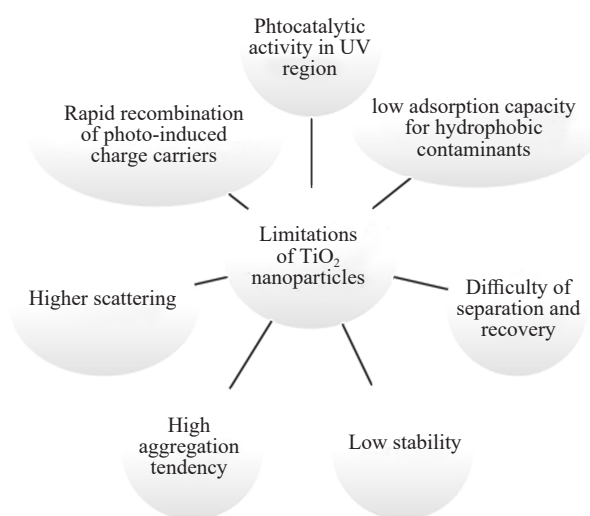 Phtocatalytic
activity in UV
region
Rapid recombination
of photo-induced
charge carriers
low adsorption capacity
for hydrophobic
contaminants
Limitations
of TiO₂
nanoparticles
Higher scattering
Difficulty of
separation and
recovery
High
aggregation
tendency
Low stability